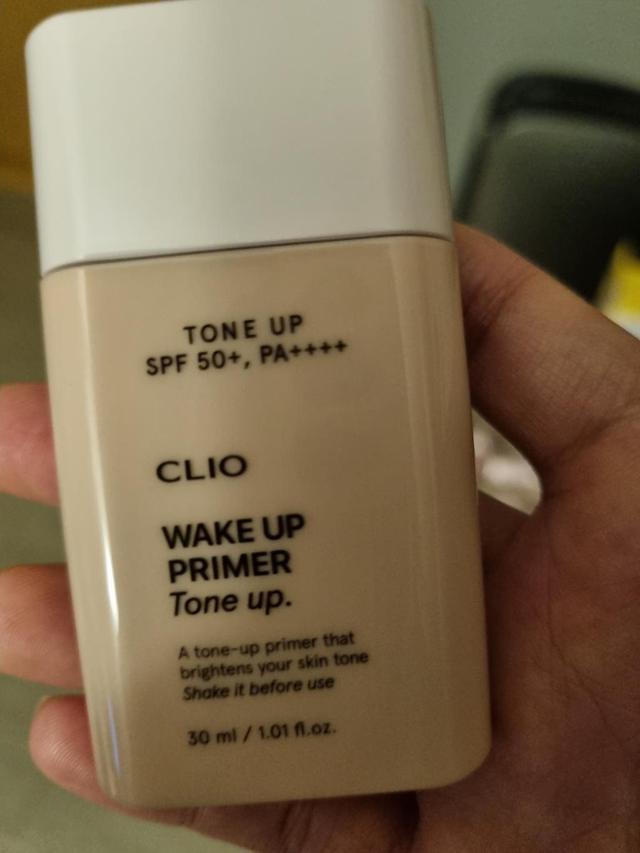 TONE UP
SPF 50+, PA++++
CLIO
WAKE UP
PRIMER
Tone up.
A tone-up primer that
brightens your skin tone
Shake it before use
30 ml / 1.01 fl.oz.